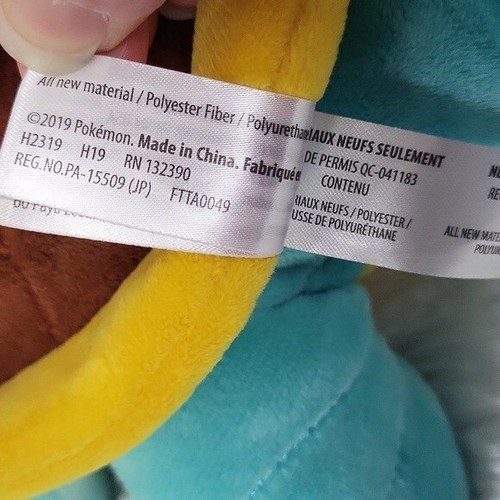 All new material / Polyester Fiber / Polyurethan
©2019 Pokémon. Made in China. Fabriqué e
H2319 H19 RN 132390
REG.NO.PA-15509 (JP) FTTA0049
IAUX NEUFS SEULEMENT
DE PERMIS QC-041183
CONTENU
RIAUX NEUFS / POLYESTER /
USSE DE POLYURÉTHANE
ALL NEW MATE
POLYUR